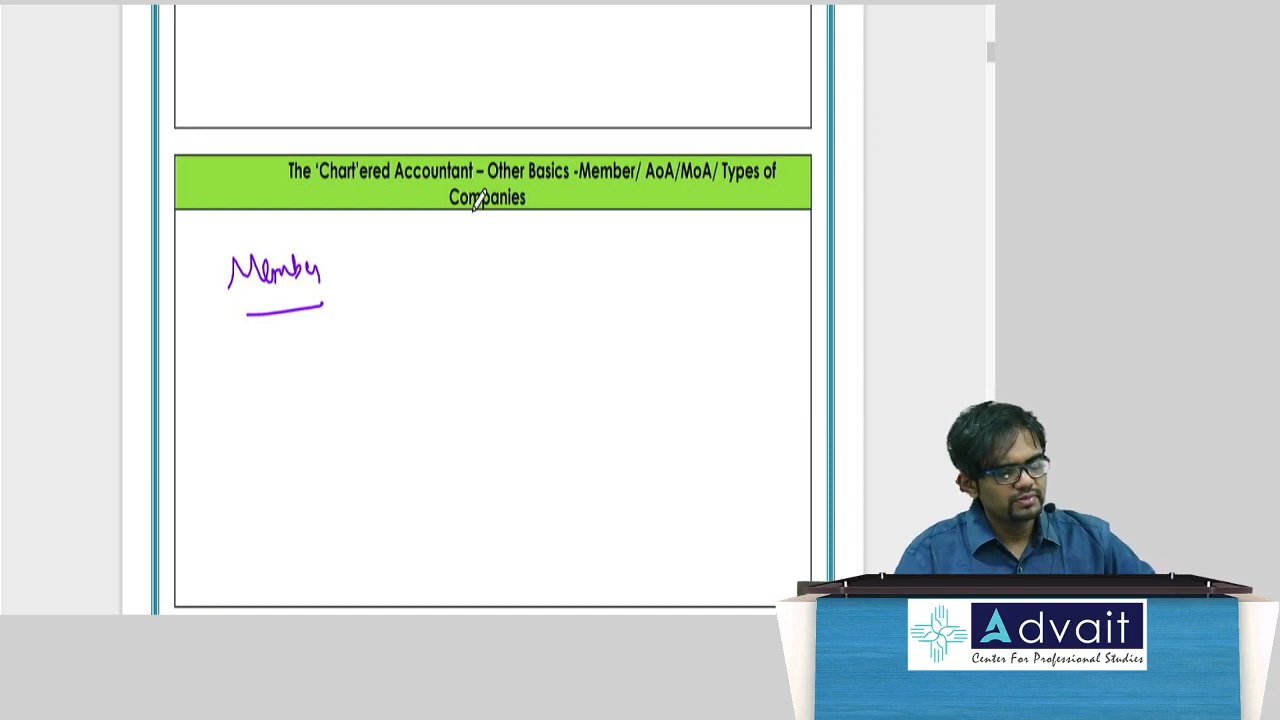 The 'Chart'ered Accountant – Other Basics -Member/ AoA/MoA/ Types of
Companies
Member
Advait
Center For Professional Studies